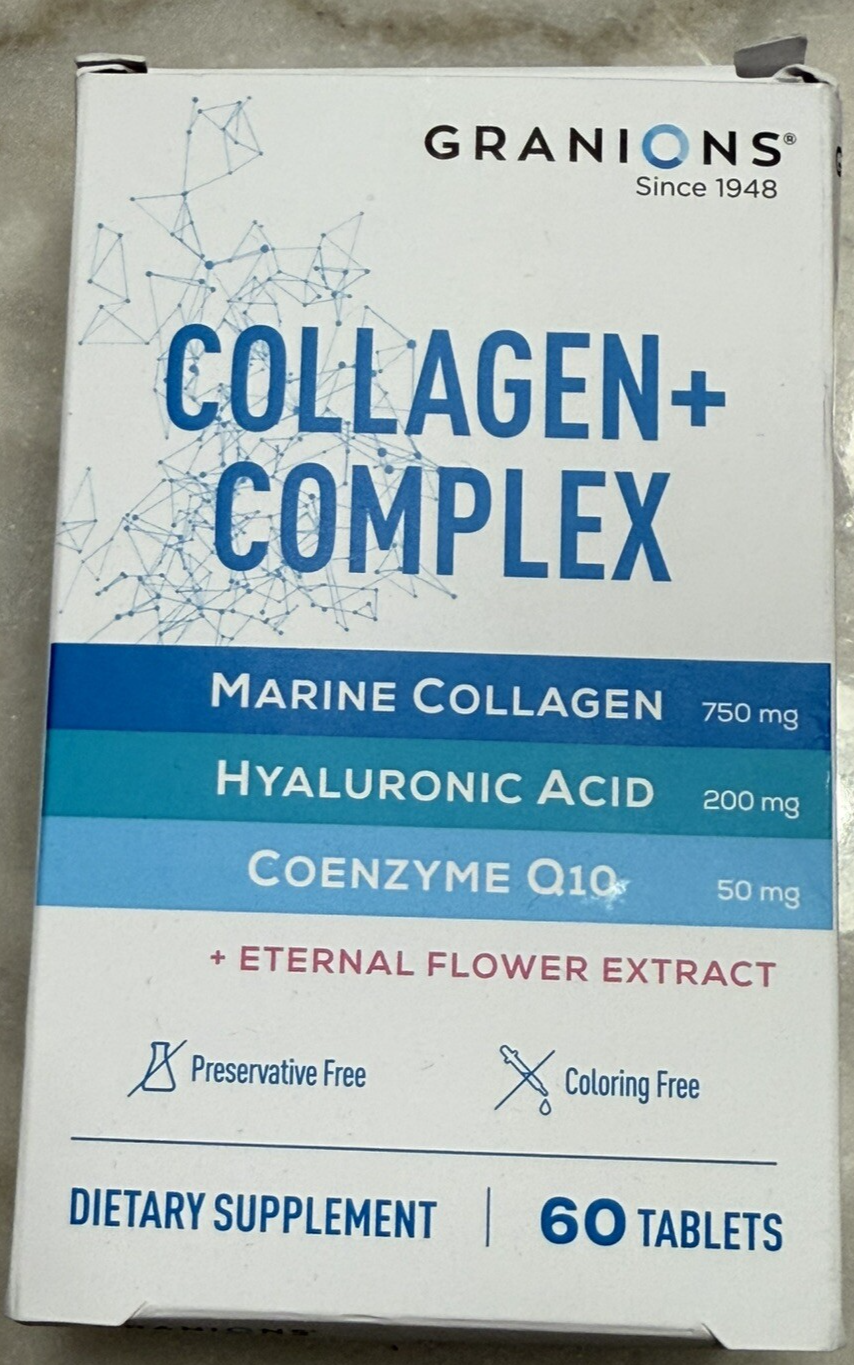 GRANIONS®
Since 1948
COLLAGEN+
COMPLEX
MARINE COLLAGEN 750 mg
HYALURONIC ACID 200 mg
COENZYME Q10 50 mg
+ ETERNAL FLOWER EXTRACT
Preservative Free Coloring Free
DIETARY SUPPLEMENT | 60 TABLETS
GRANIONS®